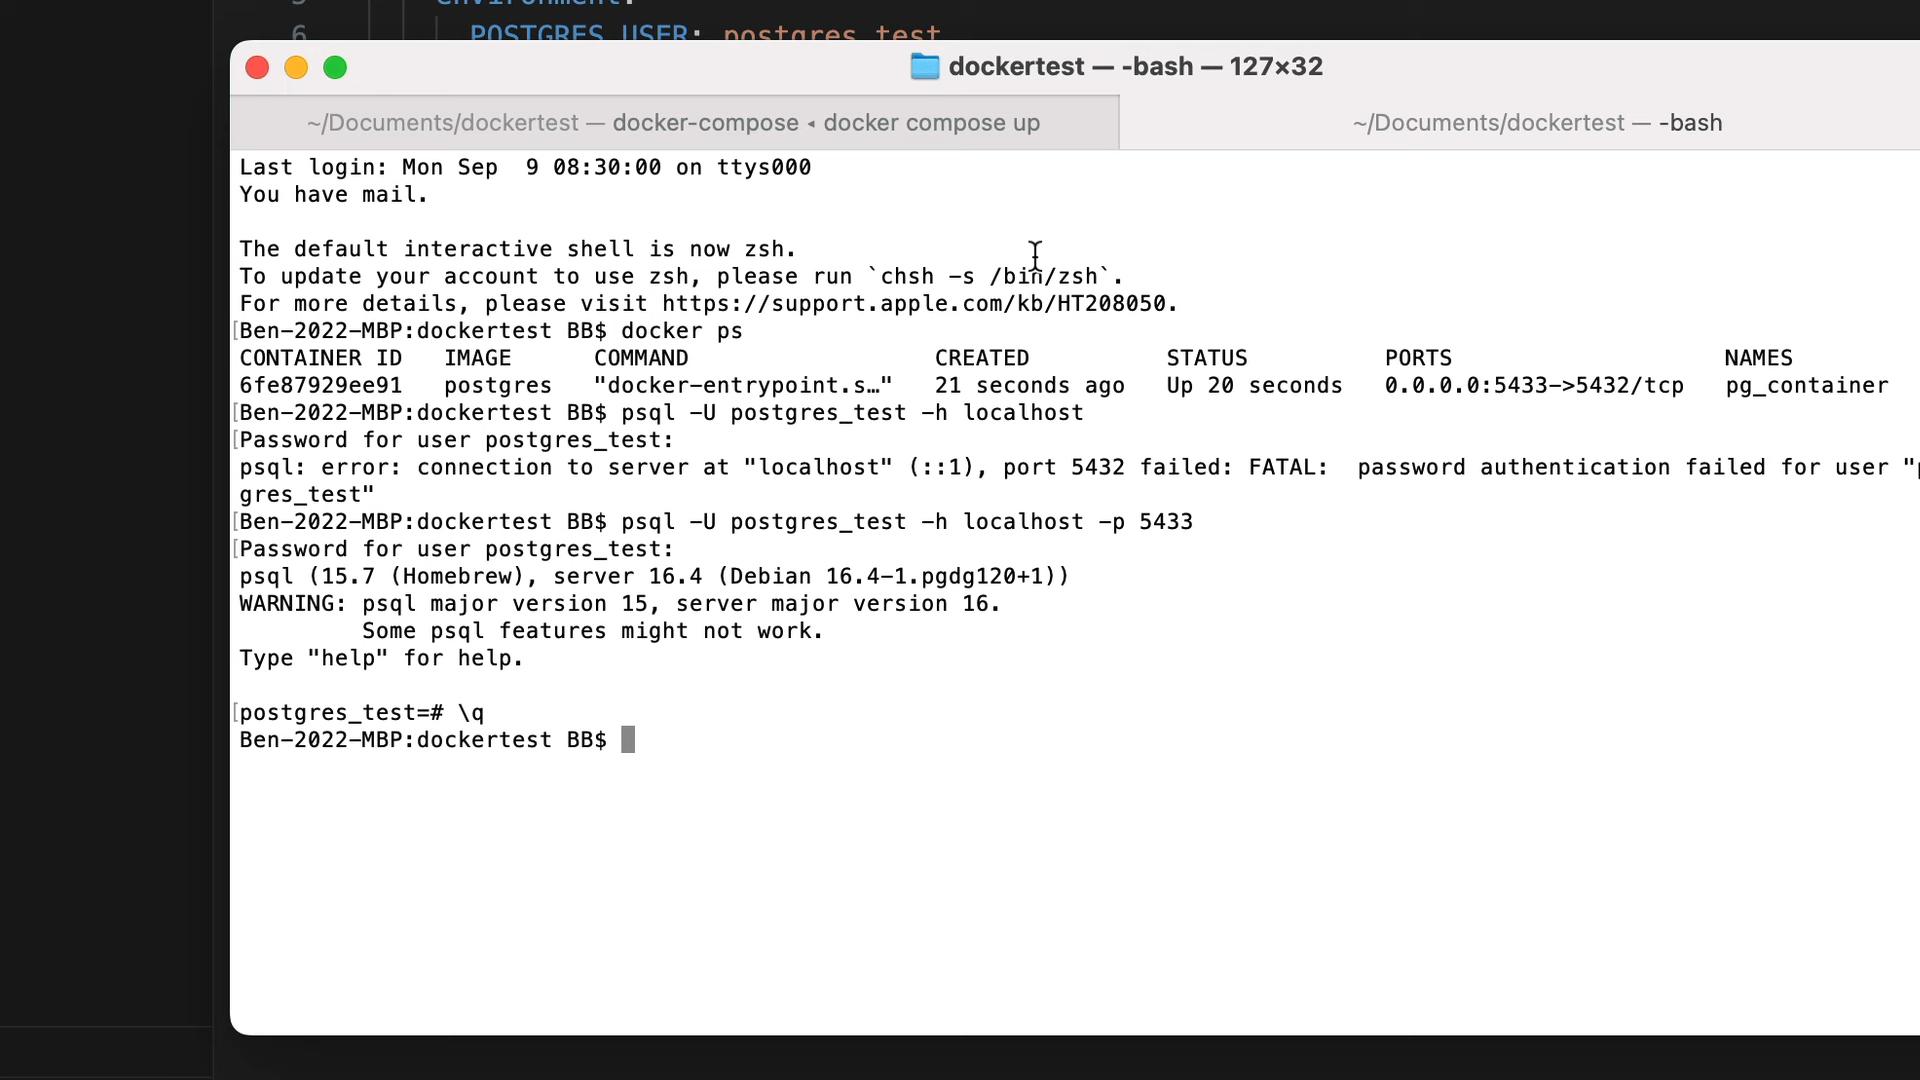 5 environment:
6 POSTGRES_USER: postgres_test
dockertest — -bash — 127×32
~/Documents/dockertest — docker-compose ◂ docker compose up
~/Documents/dockertest — -bash
Last login: Mon Sep  9 08:30:00 on ttys000
You have mail.
The default interactive shell is now zsh.
To update your account to use zsh, please run `chsh -s /bin/zsh`.
For more details, please visit https://support.apple.com/kb/HT208050.
[Ben-2022-MBP:dockertest BB$ docker ps
CONTAINER ID   IMAGE      COMMAND                  CREATED          STATUS          PORTS                    NAMES
6fe87929ee91   postgres   "docker-entrypoint.s…"   21 seconds ago   Up 20 seconds   0.0.0.0:5433->5432/tcp   pg_container
[Ben-2022-MBP:dockertest BB$ psql -U postgres_test -h localhost
[Password for user postgres_test:
psql: error: connection to server at "localhost" (::1), port 5432 failed: FATAL:  password authentication failed for user "
gres_test"
[Ben-2022-MBP:dockertest BB$ psql -U postgres_test -h localhost -p 5433
[Password for user postgres_test:
psql (15.7 (Homebrew), server 16.4 (Debian 16.4-1.pgdg120+1))
WARNING: psql major version 15, server major version 16.
         Some psql features might not work.
Type "help" for help.
[postgres_test=# \q
Ben-2022-MBP:dockertest BB$